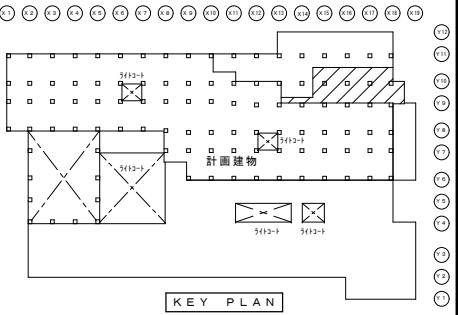 X1 X2 X3 X4 X5 X6 X7 X8 X9 X10 X11 X12 X13 X14 X15 X16 X17 X18 X19
Y12
Y11
ライトコート
Y10
Y9
Y8
ライトコート
Y7
計画建物
ライトコート
Y6
Y5
Y4
ライトコート ライトコート
Y3
Y2
KEY PLAN
Y1